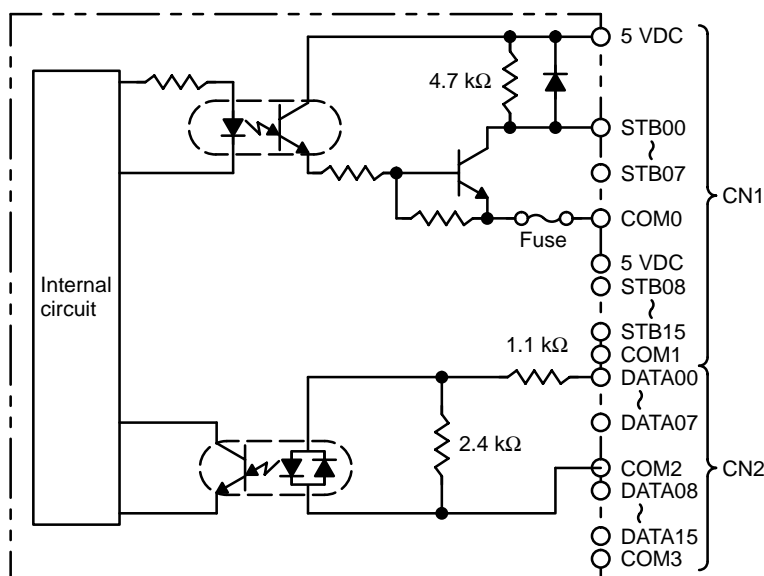 5 VDC
4.7 kΩ
STB00
~
STB07
CN1
COM0
Fuse
5 VDC
Internal
circuit
STB08
~
STB15
1.1 kΩ
COM1
DATA00
~
DATA07
2.4 kΩ
COM2
CN2
DATA08
~
DATA15
COM3